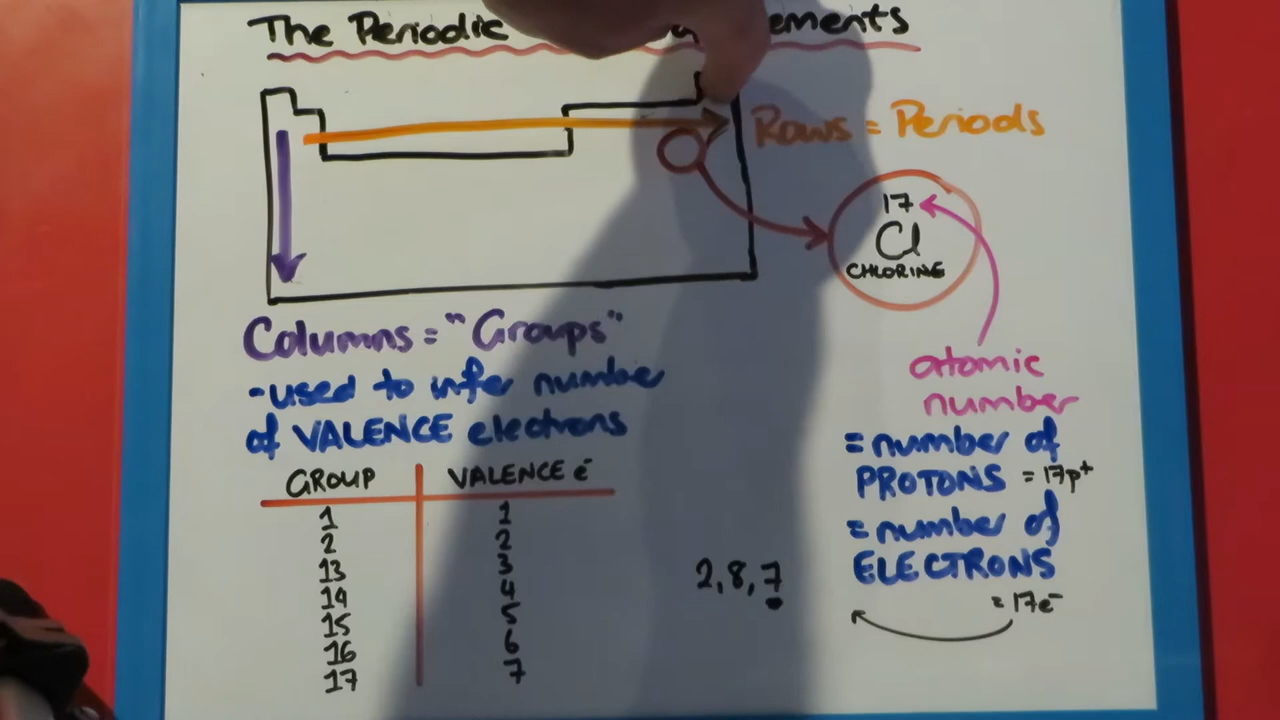 The Periodic ements
Rows = Periods
17
Cl
CHLORINE
Columns = "Groups"
-used to infer number
of VALENCE electrons
GROUP VALENCE e⁻
1 1
2 2
13 3
14 4
15 5
16 6
17 7
2,8,7
atomic
number
= number of
PROTONS = 17p⁺
= number of
ELECTRONS
= 17e⁻